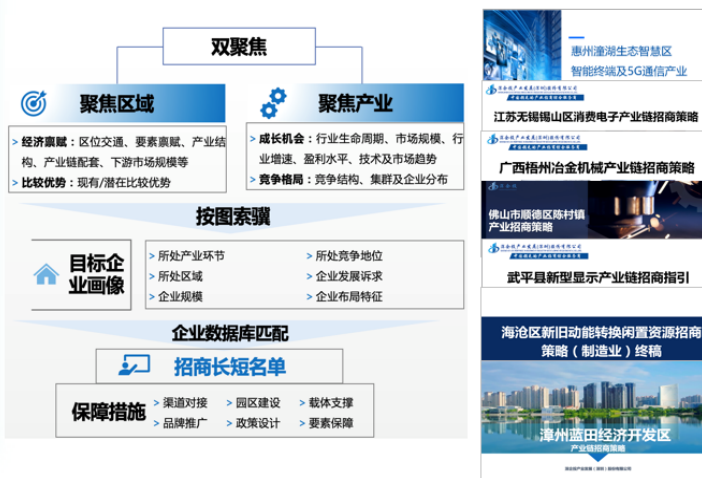 双聚焦
聚焦区域
聚焦产业
> 经济禀赋：区位交通、要素禀赋、产业结
构、产业链配套、下游市场规模等
> 比较优势：现有/潜在比较优势
> 成长机会：行业生命周期、市场规模、行
业增速、盈利水平、技术及市场趋势
> 竞争格局：竞争结构、集群及企业分布
按图索骥
目标企
业画像
> 所处产业环节
> 所处区域
> 企业规模
> 所处竞争地位
> 企业发展诉求
> 企业布局特征
企业数据库匹配
招商长短名单
保障措施
> 渠道对接 > 园区建设 > 载体支撑
> 品牌推广 > 政策设计 > 要素保障
惠州潼湖生态智慧区
智能终端及5G通信产业
江苏无锡锡山区消费电子产业链招商策略
广西梧州冶金机械产业链招商策略
佛山市顺德区陈村镇
产业招商策略
武平县新型显示产业链招商指引
海沧区新旧动能转换闲置资源招商
策略（制造业）终稿
漳州蓝田经济开发区
产业链招商策略